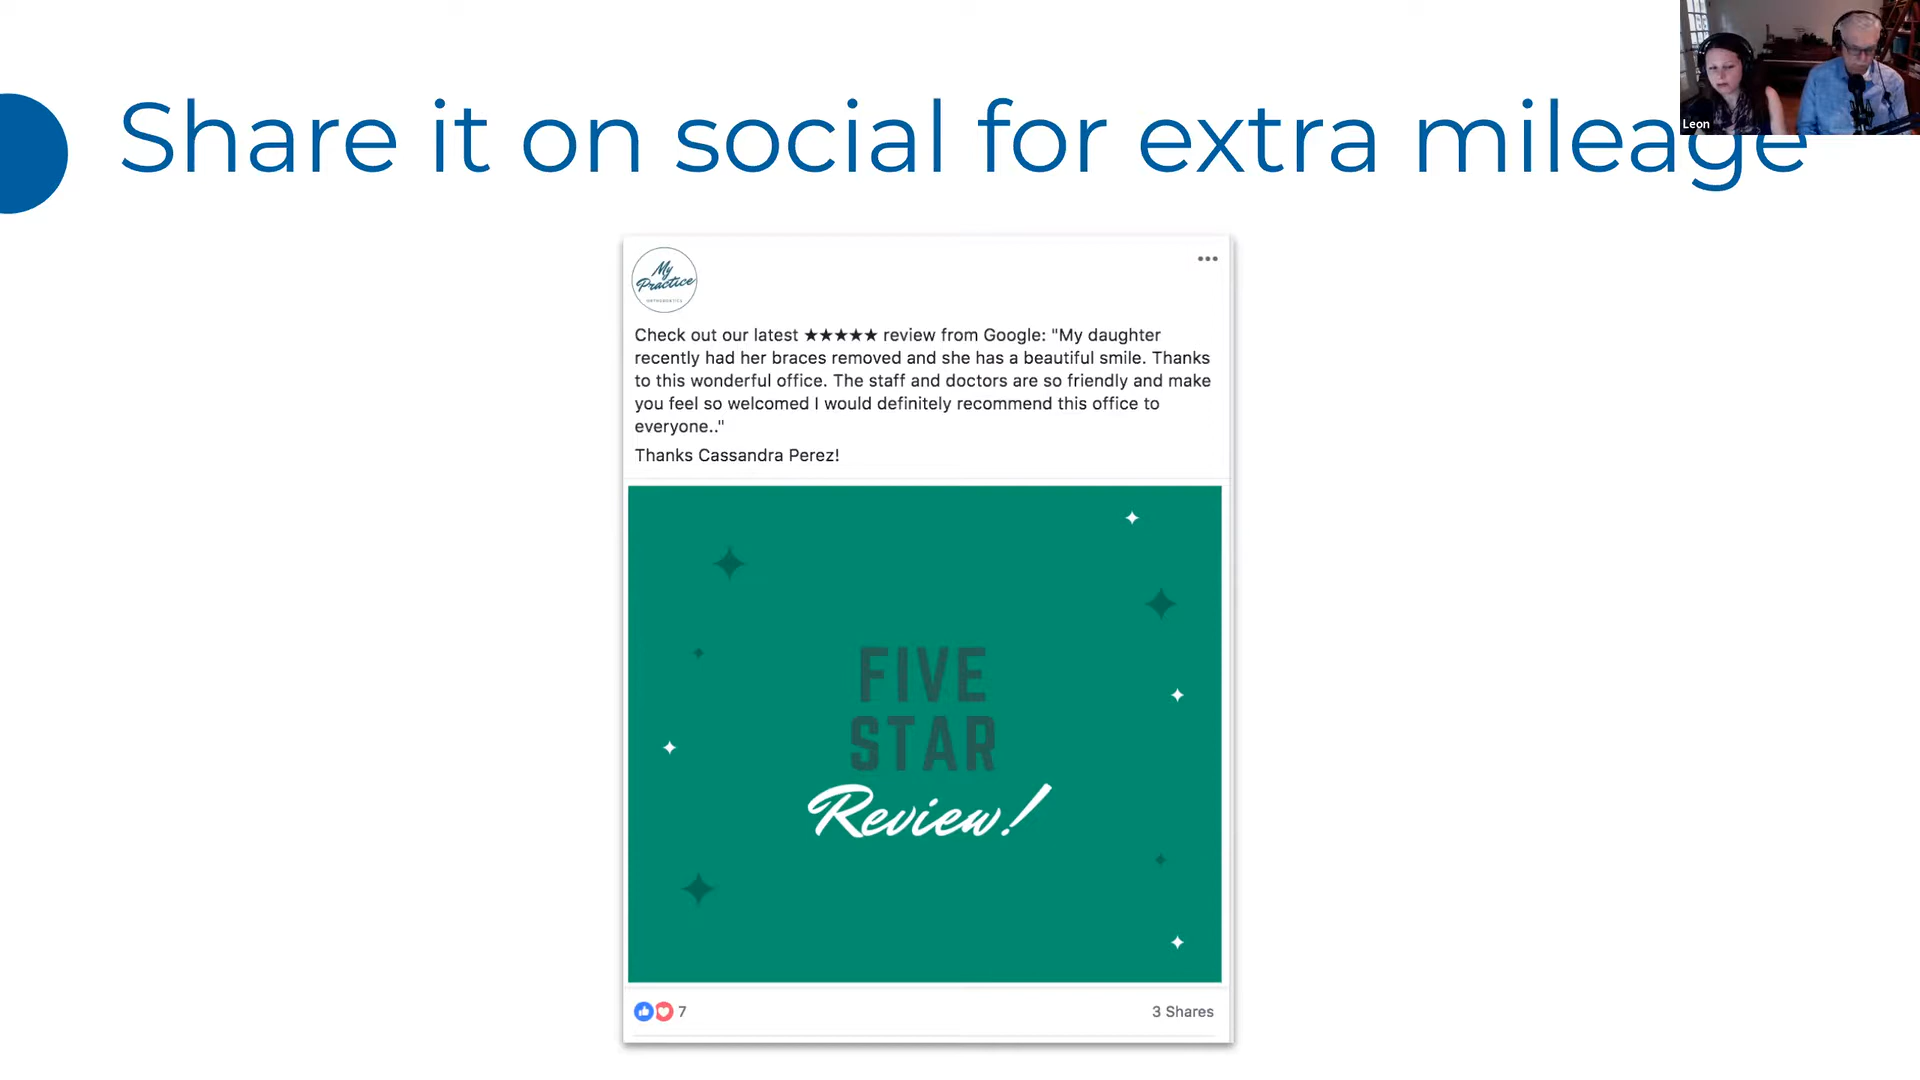 Share it on social for extra mileage
Leon
My
Practice
ORTHODONTICS
Check out our latest ★★★★★ review from Google: "My daughter
recently had her braces removed and she has a beautiful smile. Thanks
to this wonderful office. The staff and doctors are so friendly and make
you feel so welcomed I would definitely recommend this office to
everyone.."
Thanks Cassandra Perez!
FIVE
STAR
Review!
7
3 Shares